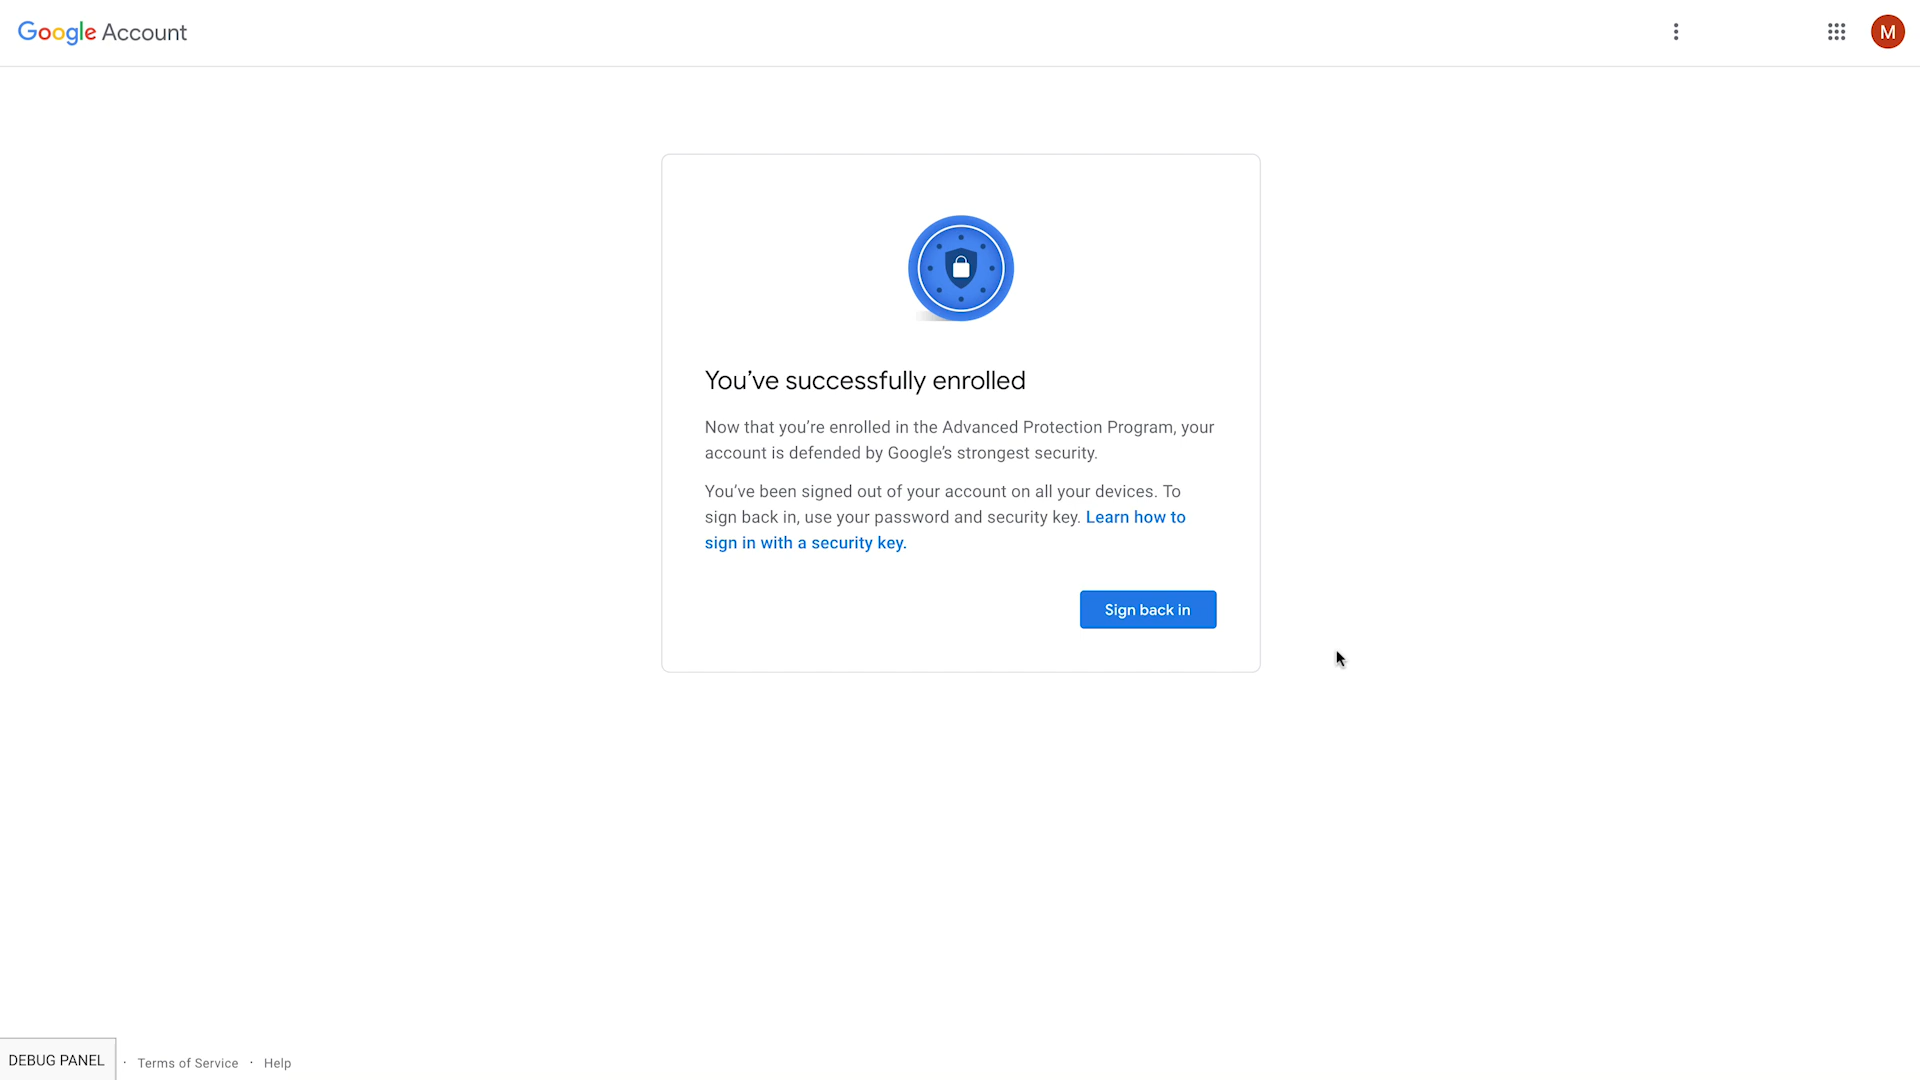 Google Account
M
You’ve successfully enrolled
Now that you’re enrolled in the Advanced Protection Program, your
account is defended by Google’s strongest security.
You’ve been signed out of your account on all your devices. To
sign back in, use your password and security key. Learn how to
sign in with a security key.
Sign back in
DEBUG PANEL · Terms of Service · Help